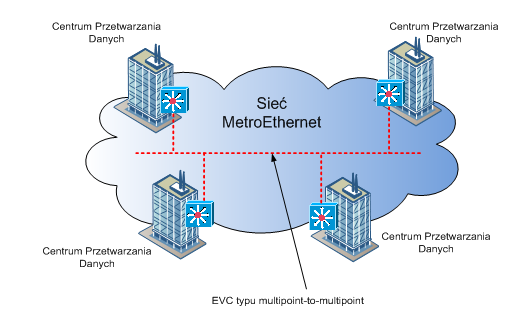 Centrum Przetwarzania
Danych
Centrum Przetwarzania
Danych
Sieć
MetroEthernet
Centrum Przetwarzania
Danych
Centrum Przetwarzania
Danych
EVC typu multipoint-to-multipoint